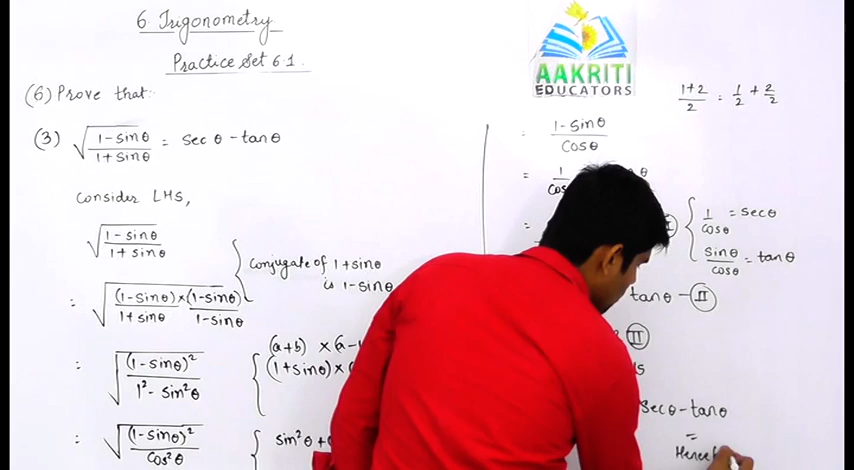 6. Trigonometry
Practice Set 6.1.
(6) Prove that:
(3) √(1-sinθ / 1+sinθ) = secθ - tanθ
Consider LHS,
√(1-sinθ / 1+sinθ)
= √((1-sinθ) × (1-sinθ) / 1+sinθ 1-sinθ)
{ Conjugate of 1+sinθ
is 1-sinθ
= √((1-sinθ)² / 1² - sin²θ)
{ (a+b) × (a-
(1+sinθ) × (
= √((1-sinθ)² / cos²θ)
{ sin²θ +
AAKRITI
EDUCATORS
1+2 / 2 = 1/2 + 2/2
= 1-sinθ / cosθ
= 1 / cos θ
=
{ 1 / cosθ = secθ
sinθ / cosθ = tanθ
tanθ - II
II
secθ - tanθ
=
Hence